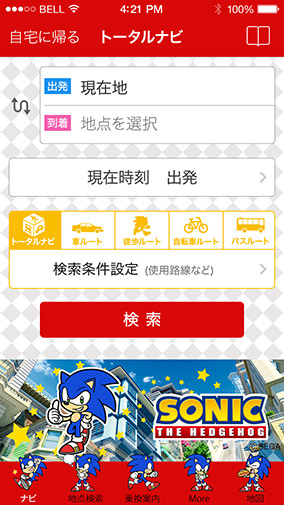 BELL 4:21 PM 100%
自宅に帰る トータルナビ
出発 現在地
到着 地点を選択
現在時刻 出発
トータルナビ 車ルート 徒歩ルート 自転車ルート バスルート
検索条件設定 (使用路線など)
検索
SONIC
THE HEDGEHOG
©SEGA
ナビ 地点検索 乗換案内 More 地図